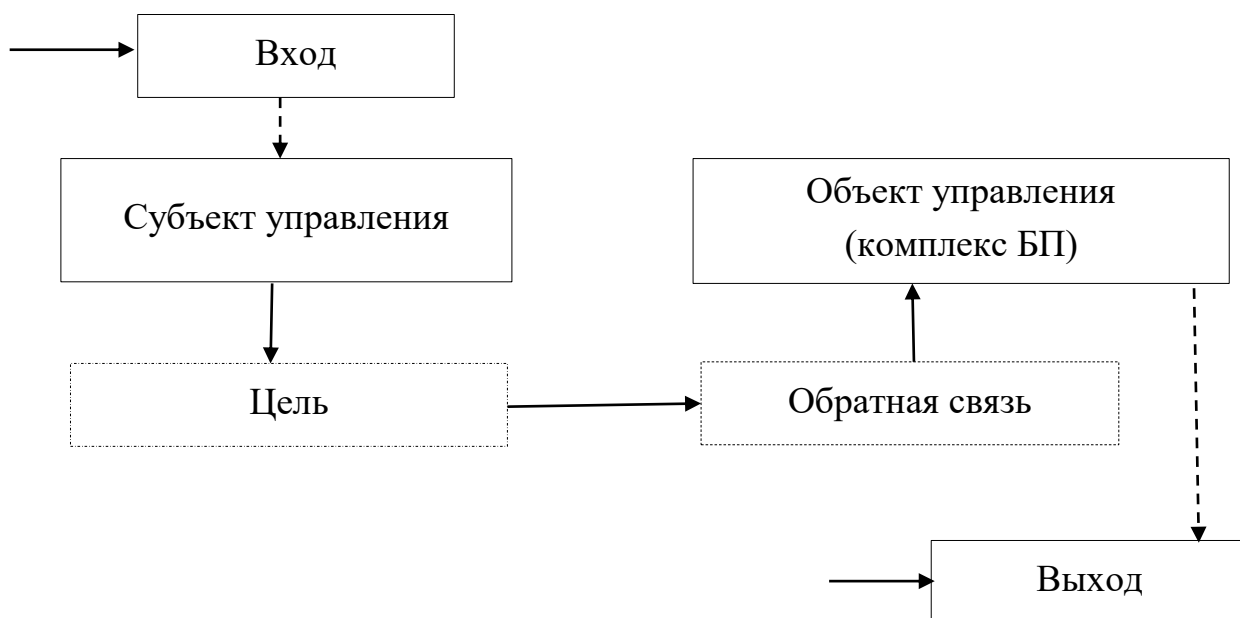 Вход
Субъект управления
Объект управления
(комплекс БП)
Цель
Обратная связь
Выход